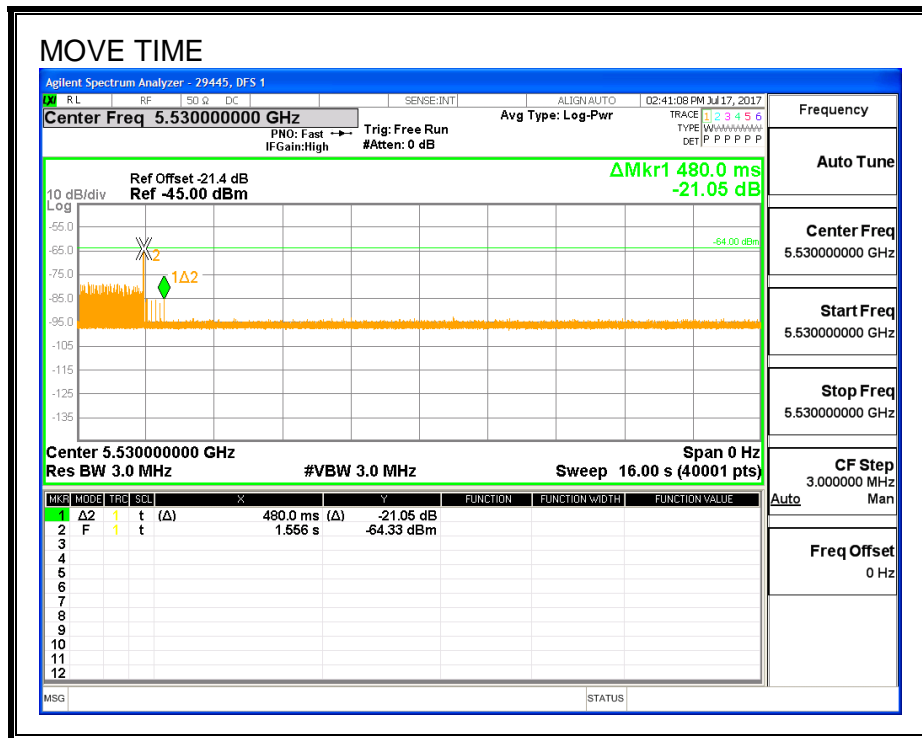 MOVE TIME
Agilent Spectrum Analyzer - 29445, DFS 1
LXI RL RF 50 Ω DC SENSE:INT ALIGN AUTO 02:41:08 PM Jul 17, 2017
Center Freq 5.530000000 GHz
Avg Type: Log-Pwr
TRACE 1 2 3 4 5 6
TYPE WWWWWW
DET P P P P P P
PNO: Fast
IFGain:High
Trig: Free Run
#Atten: 0 dB
ΔMkr1 480.0 ms
-21.05 dB
Ref Offset -21.4 dB
10 dB/div Ref -45.00 dBm
Log
-55.0
-65.0
-75.0
-85.0
-95.0
-105
-115
-125
-135
-64.00 dBm
2
1Δ2
Center 5.530000000 GHz Span 0 Hz
Res BW 3.0 MHz #VBW 3.0 MHz Sweep 16.00 s (40001 pts)
MKR MODE TRC SCL X Y FUNCTION FUNCTION WIDTH FUNCTION VALUE
1 Δ2 1 t (Δ) 480.0 ms (Δ) -21.05 dB
2 F 1 t 1.556 s -64.33 dBm
3
4
5
6
7
8
9
10
11
12
MSG STATUS
Frequency
Auto Tune
Center Freq
5.530000000 GHz
Start Freq
5.530000000 GHz
Stop Freq
5.530000000 GHz
CF Step
3.000000 MHz
Auto Man
Freq Offset
0 Hz